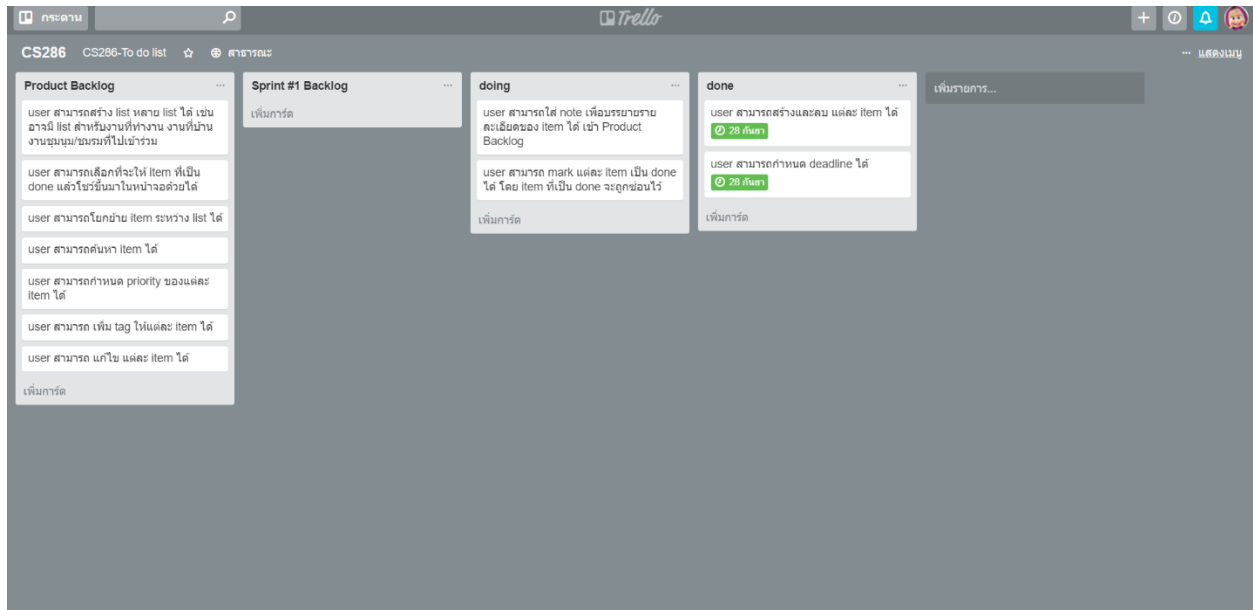 กระดาน
Trello
CS286 CS286-To do list สาธารณะ
... แสดงเมนู
Product Backlog ...
user สามารถสร้าง list หลาย list ได้ เช่น
อาจมี list สำหรับงานที่ทำงาน งานที่บ้าน
งานชุมนุม/ชมรมที่ไปเข้าร่วม
user สามารถเลือกที่จะให้ item ที่เป็น
done แล้วโชว์ขึ้นมาในหน้าจอด้วยได้
user สามารถโยกย้าย item ระหว่าง list ได้
user สามารถค้นหา item ได้
user สามารถกำหนด priority ของแต่ละ
item ได้
user สามารถ เพิ่ม tag ให้แต่ละ item ได้
user สามารถ แก้ไข แต่ละ item ได้
เพิ่มการ์ด
Sprint #1 Backlog ...
เพิ่มการ์ด
doing ...
user สามารถใส่ note เพื่อบรรยายราย
ละเอียดของ item ได้ เข้า Product
Backlog
user สามารถ mark แต่ละ item เป็น done
ได้ โดย item ที่เป็น done จะถูกซ่อนไว้
เพิ่มการ์ด
done ...
user สามารถสร้างและลบ แต่ละ item ได้
28 กันยา
user สามารถกำหนด deadline ได้
28 กันยา
เพิ่มการ์ด
เพิ่มรายการ...